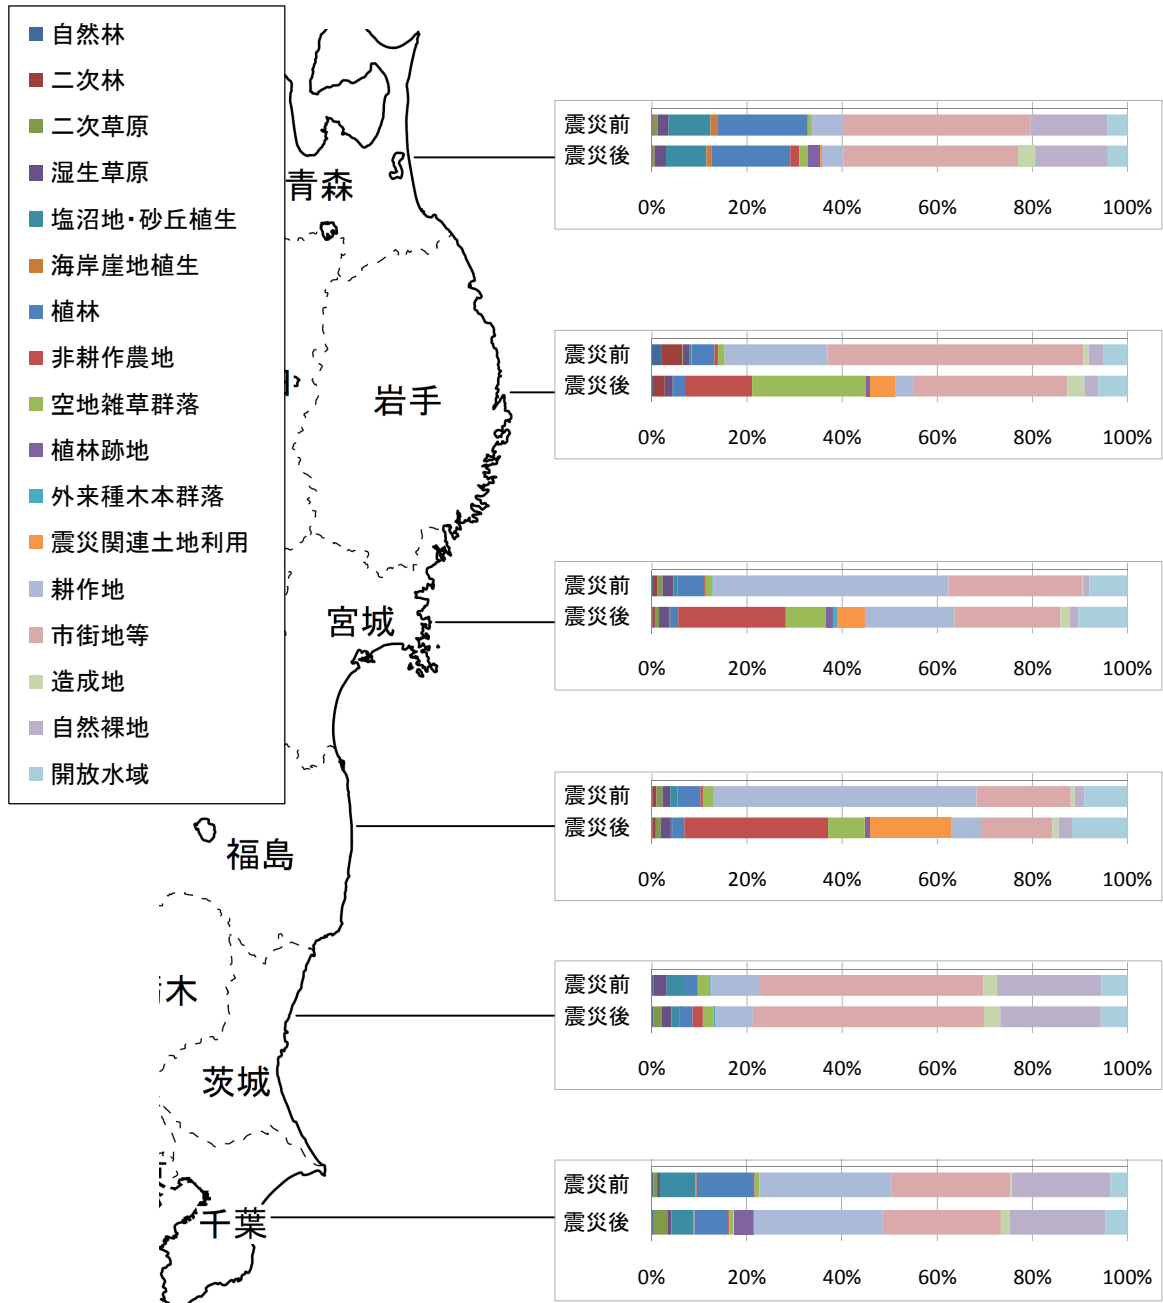 自然林
二次林
二次草原
湿生草原
塩沼地・砂丘植生
海岸崖地植生
植林
非耕作農地
空地雑草群落
植林跡地
外来種木本群落
震災関連土地利用
耕作地
市街地等
造成地
自然裸地
開放水域
青森
岩手
宮城
福島
木
茨城
千葉
震災前
震災後
0% 20% 40% 60% 80% 100%
震災前
震災後
0% 20% 40% 60% 80% 100%
震災前
震災後
0% 20% 40% 60% 80% 100%
震災前
震災後
0% 20% 40% 60% 80% 100%
震災前
震災後
0% 20% 40% 60% 80% 100%
震災前
震災後
0% 20% 40% 60% 80% 100%